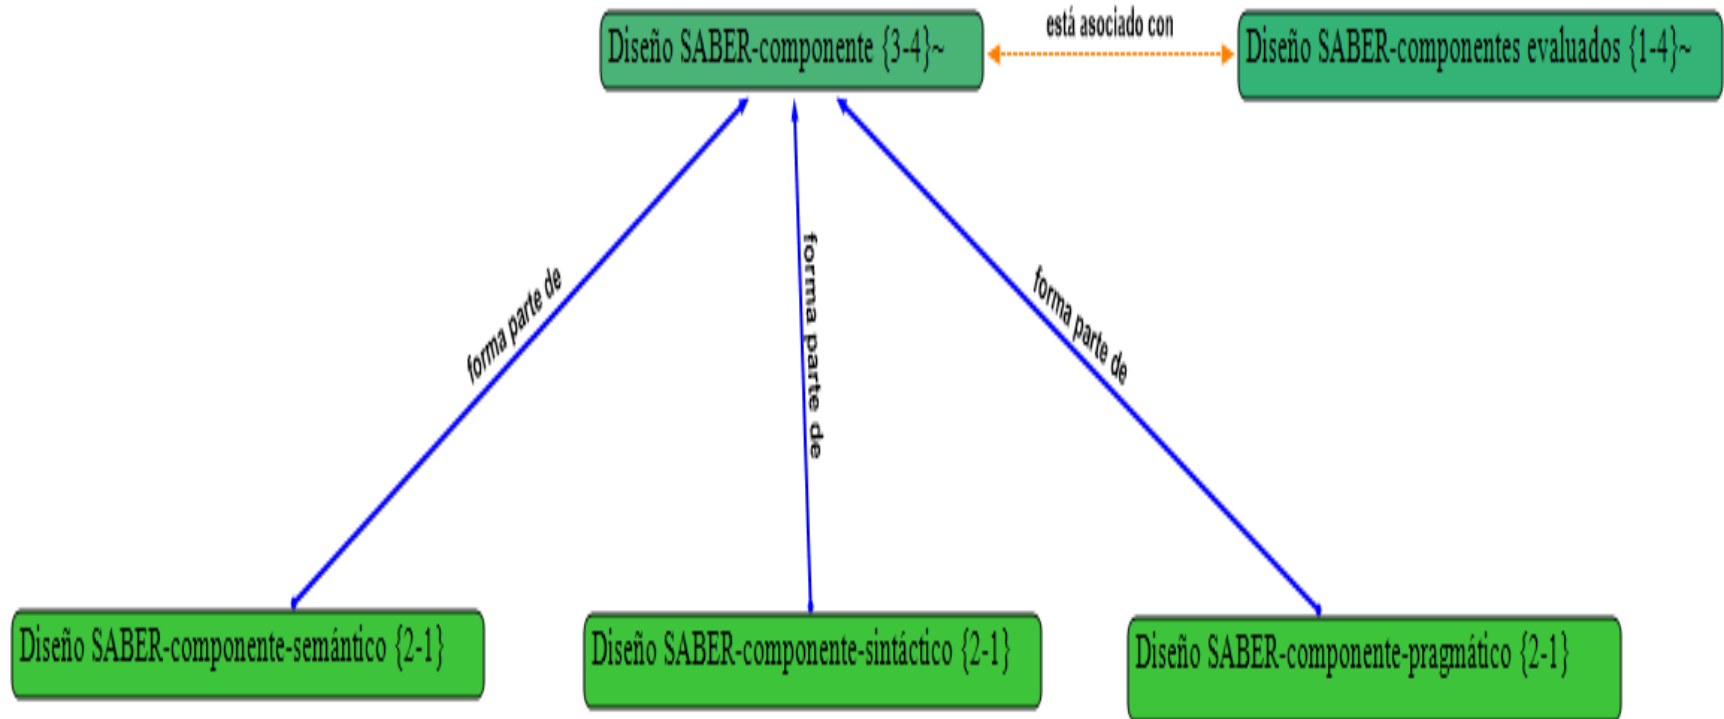 Diseño SABER-componente {3-4}~
está asociado con
Diseño SABER-componentes evaluados {1-4}~
forma parte de
forma parte de
forma parte de
Diseño SABER-componente-semántico {2-1}
Diseño SABER-componente-sintáctico {2-1}
Diseño SABER-componente-pragmático {2-1}